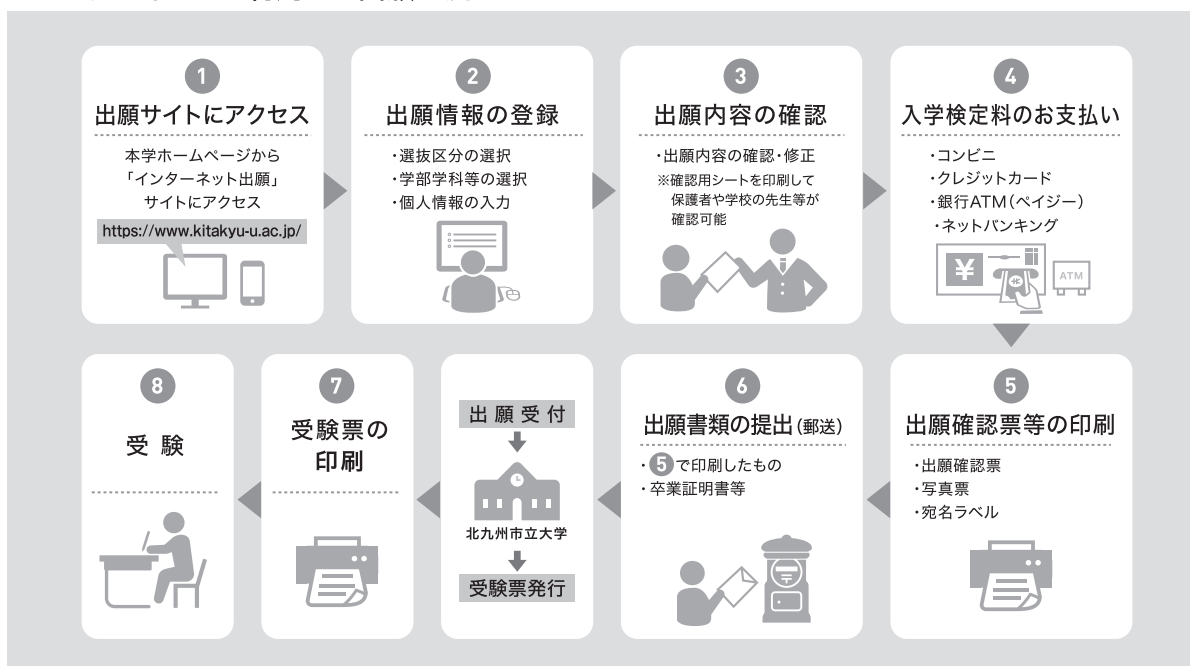 1
出願サイトにアクセス
本学ホームページから
「インターネット出願」
サイトにアクセス
https://www.kitakyu-u.ac.jp/
2
出願情報の登録
・選抜区分の選択
・学部学科等の選択
・個人情報の入力
3
出願内容の確認
・出願内容の確認・修正
※確認用シートを印刷して
保護者や学校の先生等が
確認可能
4
入学検定料のお支払い
・コンビニ
・クレジットカード
・銀行ATM(ペイジー)
・ネットバンキング
¥
ATM
5
出願確認票等の印刷
・出願確認票
・写真票
・宛名ラベル
6
出願書類の提出(郵送)
・5で印刷したもの
・卒業証明書等
〒
出願受付
北九州市立大学
受験票発行
7
受験票の
印刷
8
受験